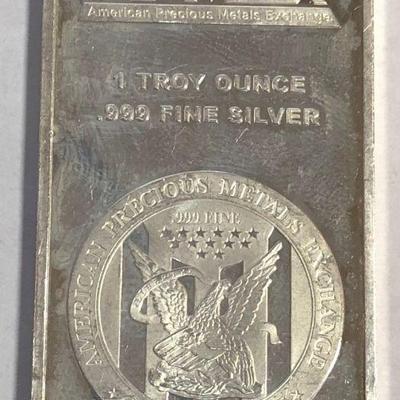 American Precious Metals Exchange
1 TROY OUNCE
.999 FINE SILVER
AMERICAN PRECIOUS METALS EXCHANGE
.999 FINE